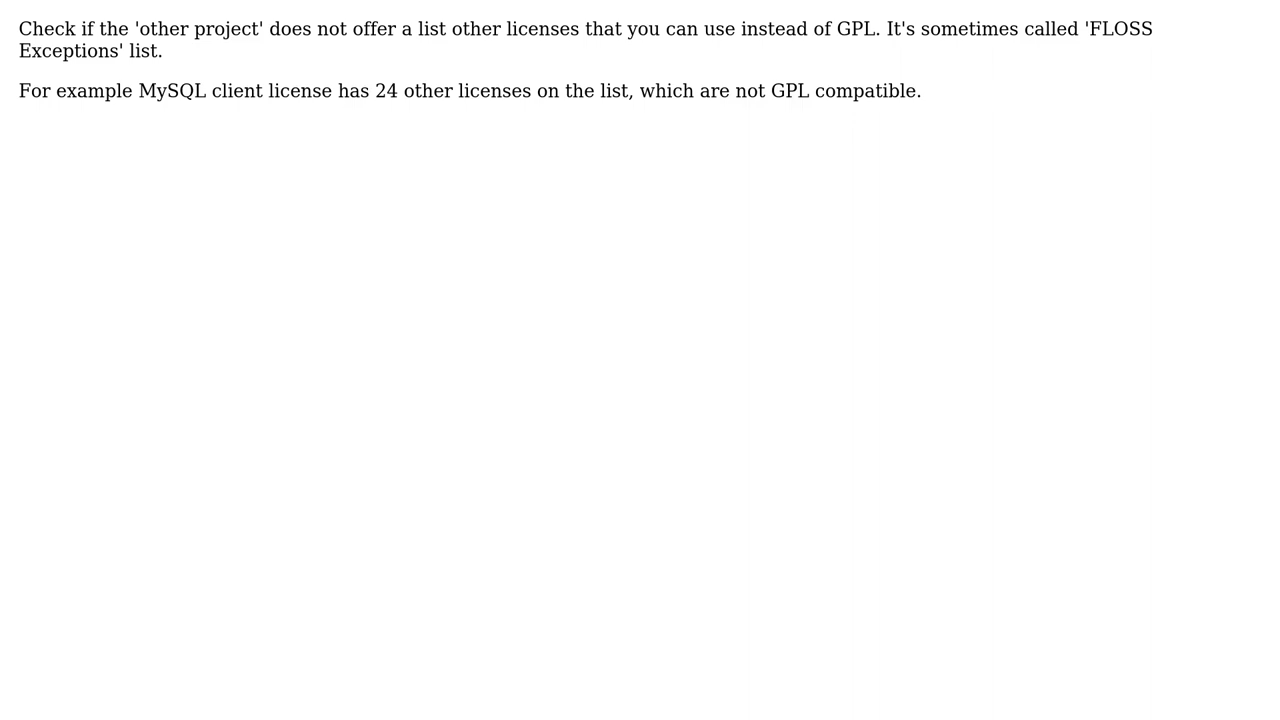 Check if the 'other project' does not offer a list other licenses that you can use instead of GPL. It's sometimes called 'FLOSS
Exceptions' list.
For example MySQL client license has 24 other licenses on the list, which are not GPL compatible.